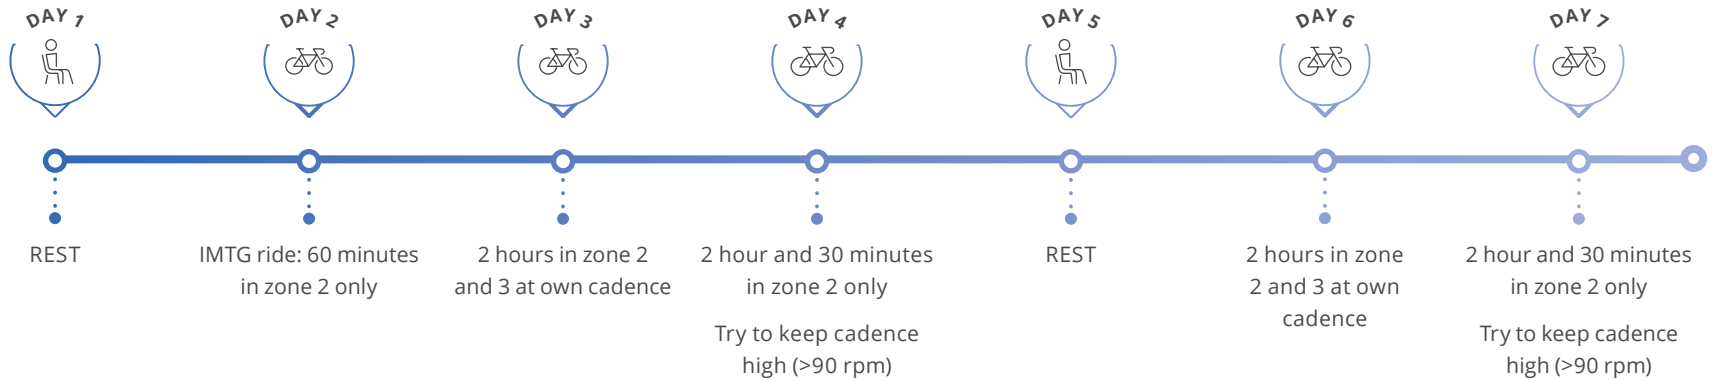 DAY 1
DAY 2
DAY 3
DAY 4
DAY 5
DAY 6
DAY 7
REST
IMTG ride: 60 minutes
in zone 2 only
2 hours in zone 2
and 3 at own cadence
2 hour and 30 minutes
in zone 2 only
Try to keep cadence
high (>90 rpm)
REST
2 hours in zone
2 and 3 at own
cadence
2 hour and 30 minutes
in zone 2 only
Try to keep cadence
high (>90 rpm)